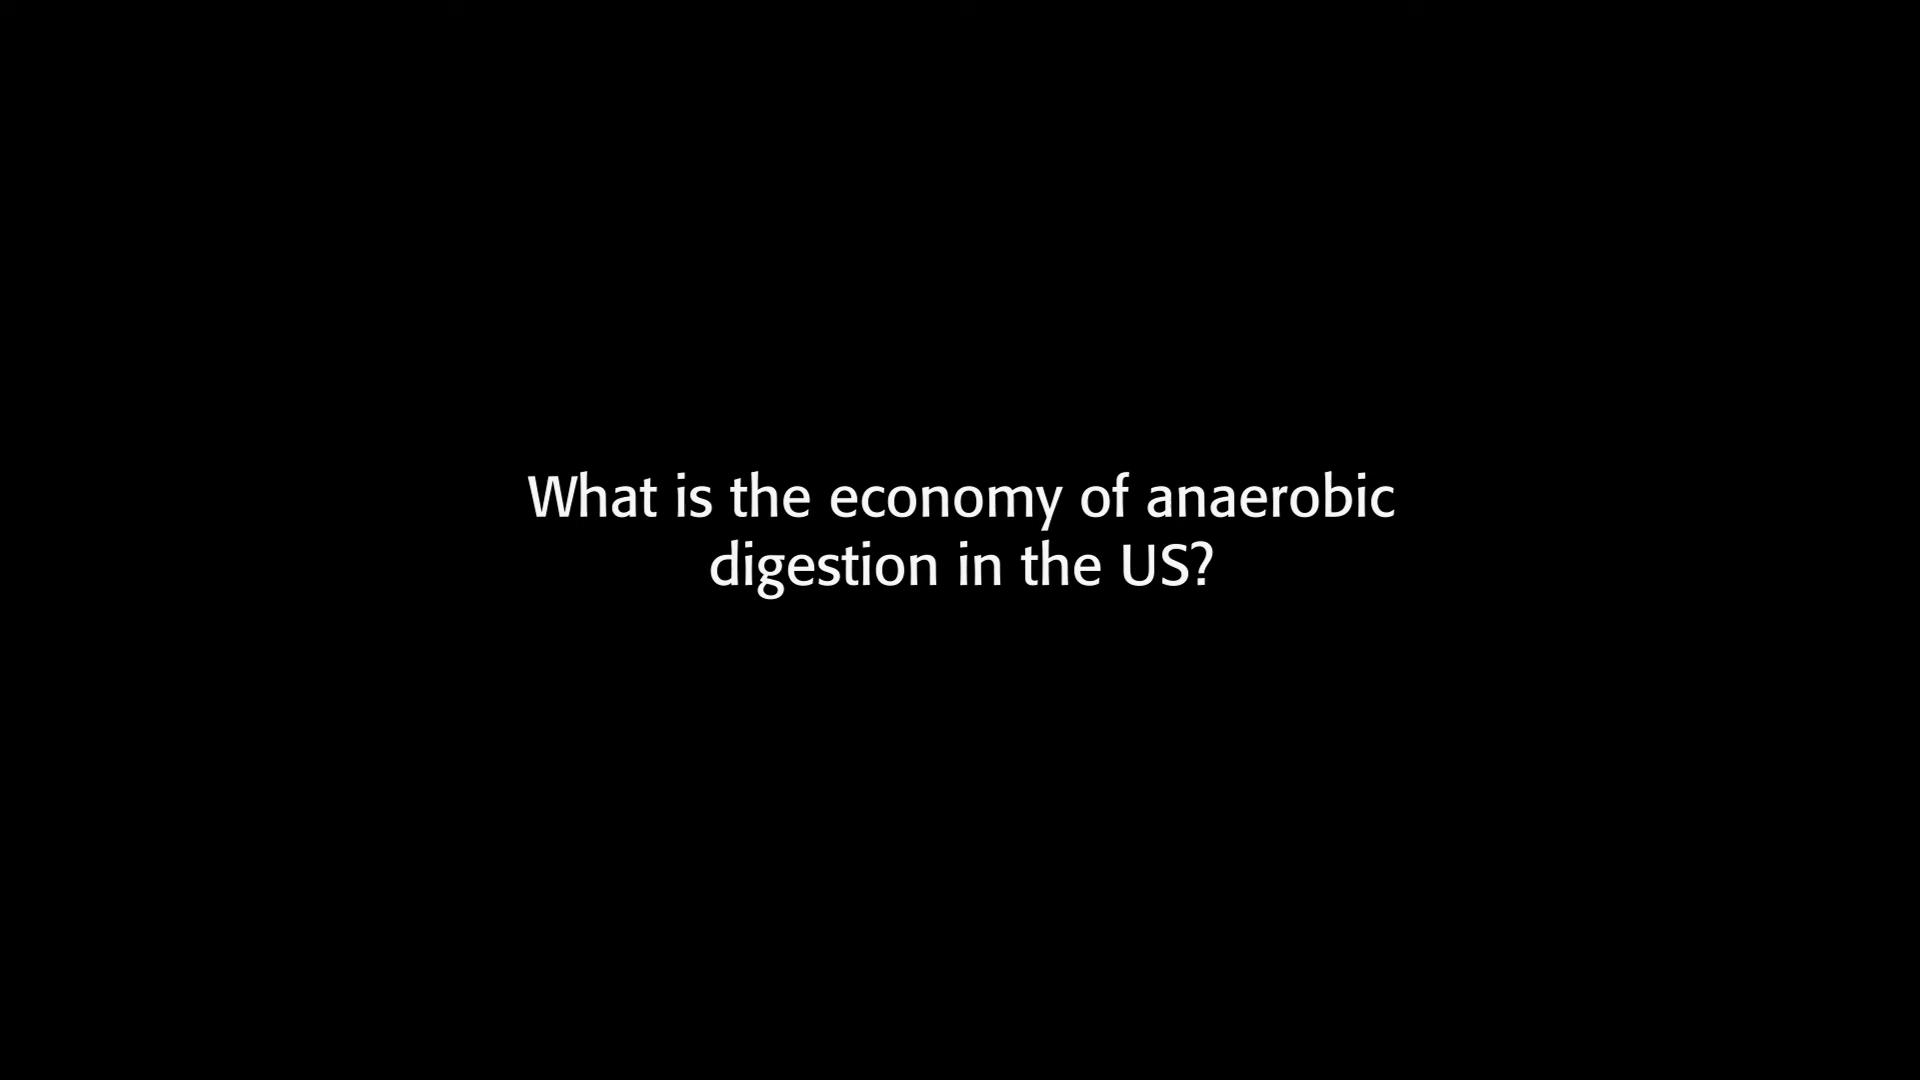 What is the economy of anaerobic
digestion in the US?